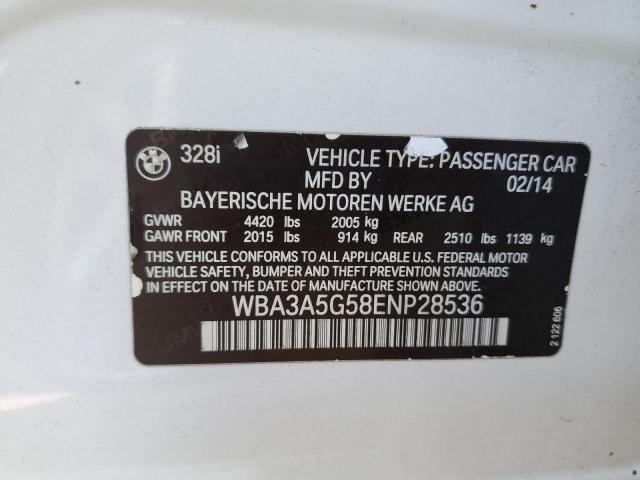 328i VEHICLE TYPE: PASSENGER CAR
MFD BY 02/14
BAYERISCHE MOTOREN WERKE AG
GVWR 4420 lbs 2005 kg
GAWR FRONT 2015 lbs 914 kg REAR 2510 lbs 1139 kg
THIS VEHICLE CONFORMS TO ALL APPLICABLE U.S. FEDERAL MOTOR
VEHICLE SAFETY, BUMPER AND THEFT PREVENTION STANDARDS
IN EFFECT ON THE DATE OF MANUFACTURE SHOWN ABOVE.
WBA3A5G58ENP28536
2 122 606